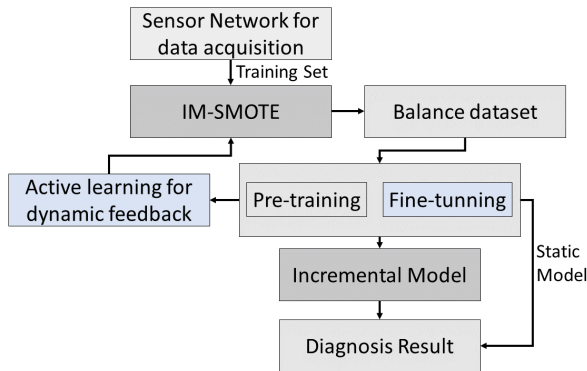 Sensor Network for
data acquisition
Training Set
IM-SMOTE
Balance dataset
Active learning for
dynamic feedback
Pre-training
Fine-tunning
Static
Model
Incremental Model
Diagnosis Result